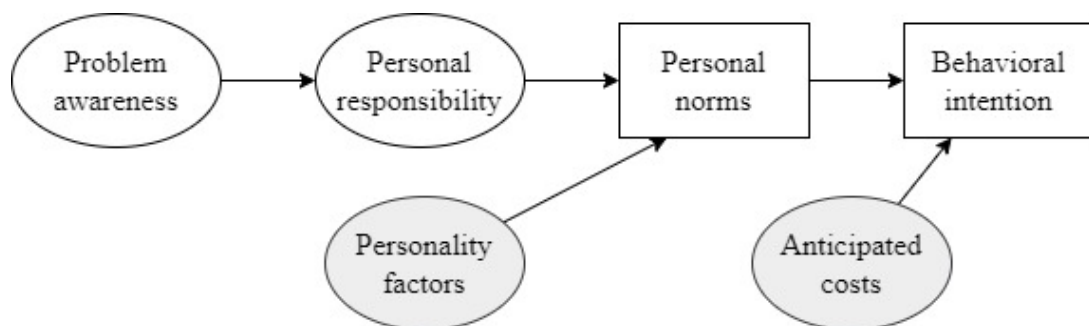 Problem
awareness
Personal
responsibility
Personal
norms
Behavioral
intention
Personality
factors
Anticipated
costs